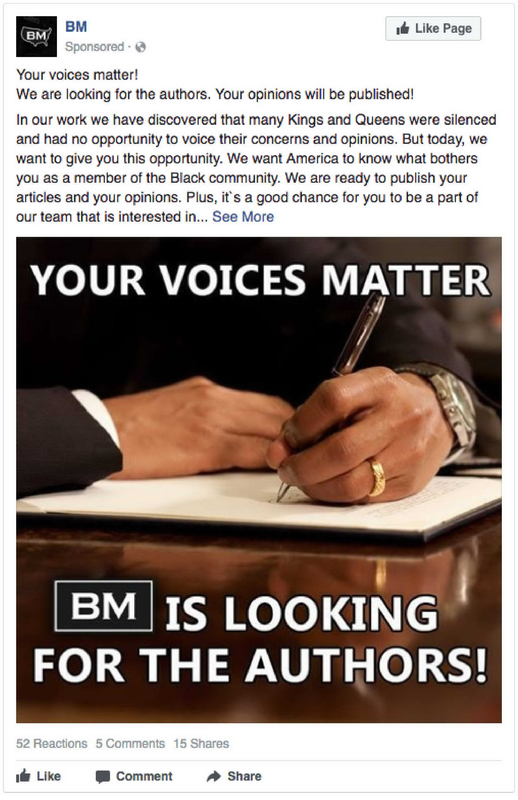 BM
BM
Like Page
Sponsored ·
Your voices matter!
We are looking for the authors. Your opinions will be published!
In our work we have discovered that many Kings and Queens were silenced
and had no opportunity to voice their concerns and opinions. But today, we
want to give you this opportunity. We want America to know what bothers
you as a member of the Black community. We are ready to publish your
articles and your opinions. Plus, it`s a good chance for you to be a part of
our team that is interested in... See More
YOUR VOICES MATTER
BM IS LOOKING
FOR THE AUTHORS!
52 Reactions 5 Comments 15 Shares
Like Comment Share